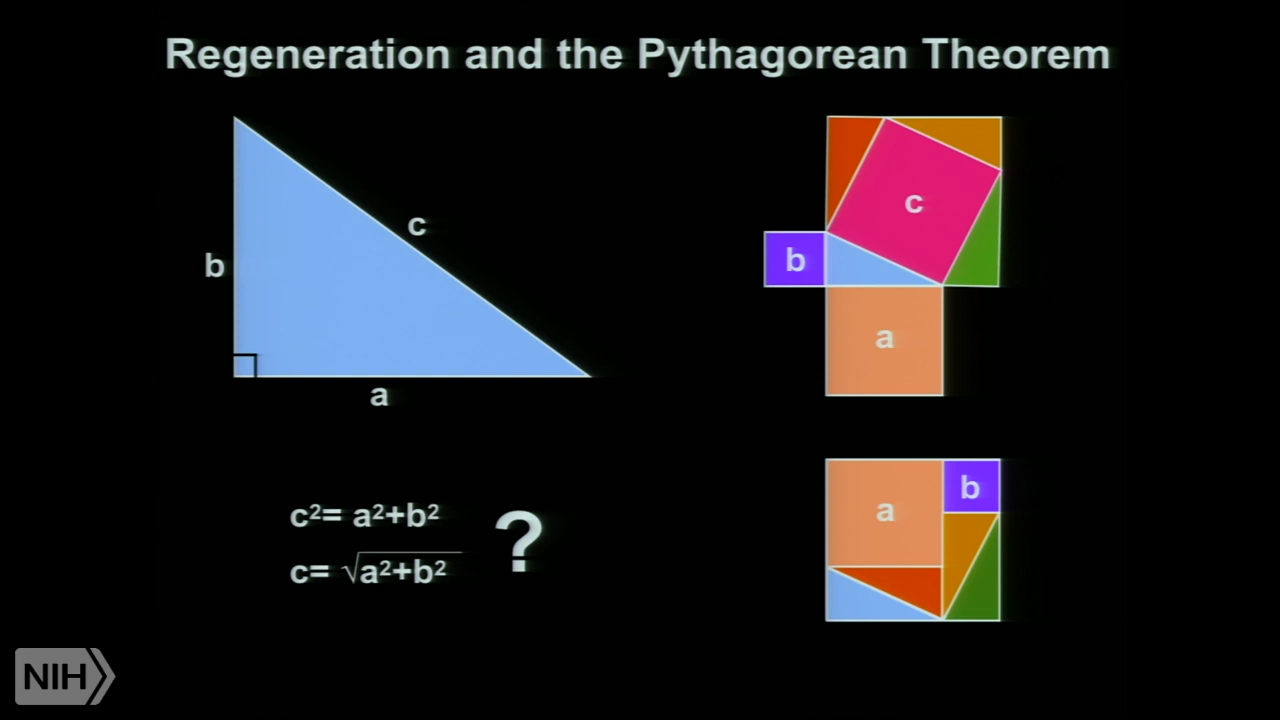 Regeneration and the Pythagorean Theorem
b
c
a
c²= a²+b²
c= √a²+b²
?
c
b
a
a
b
NIH